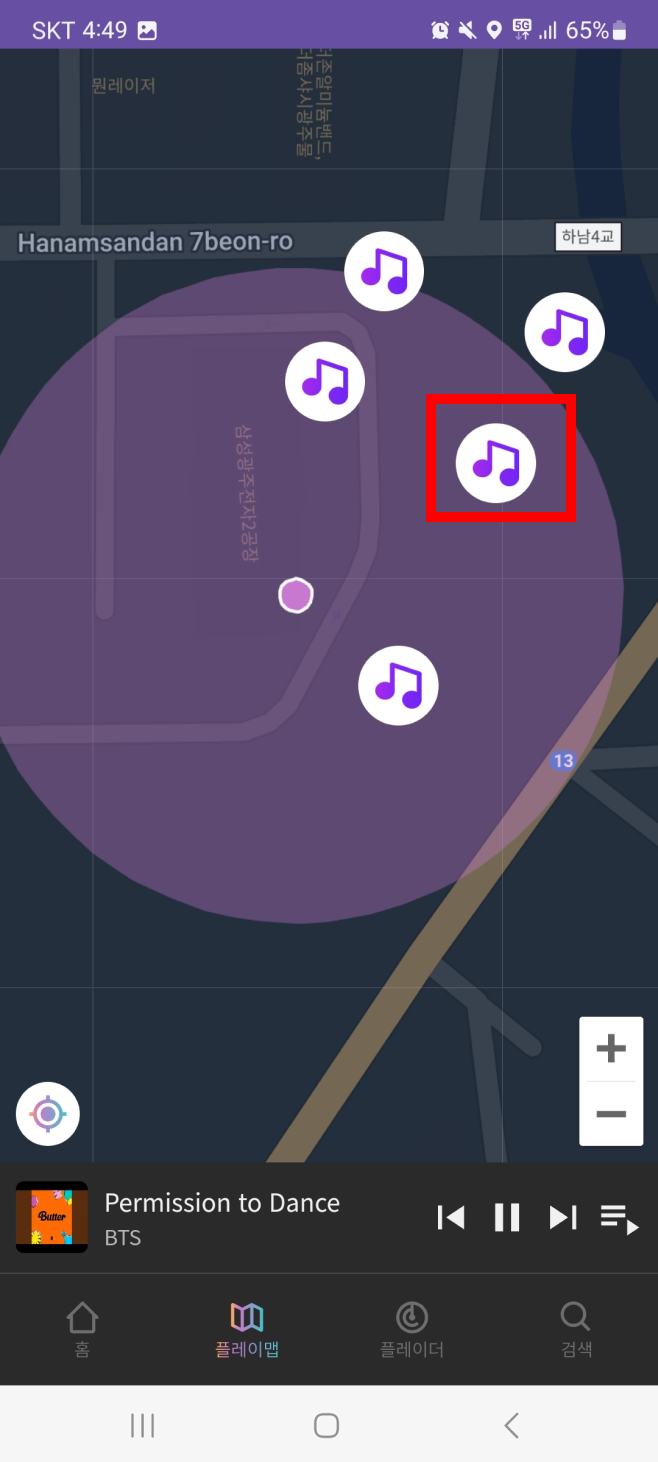 SKT 4:49
5G
65%
뭔레이저
Hanamsandan 7beon-ro
하남4교
삼성광주전자2공장
13
Butter
Permission to Dance
BTS
홈
플레이맵
플레이더
검색